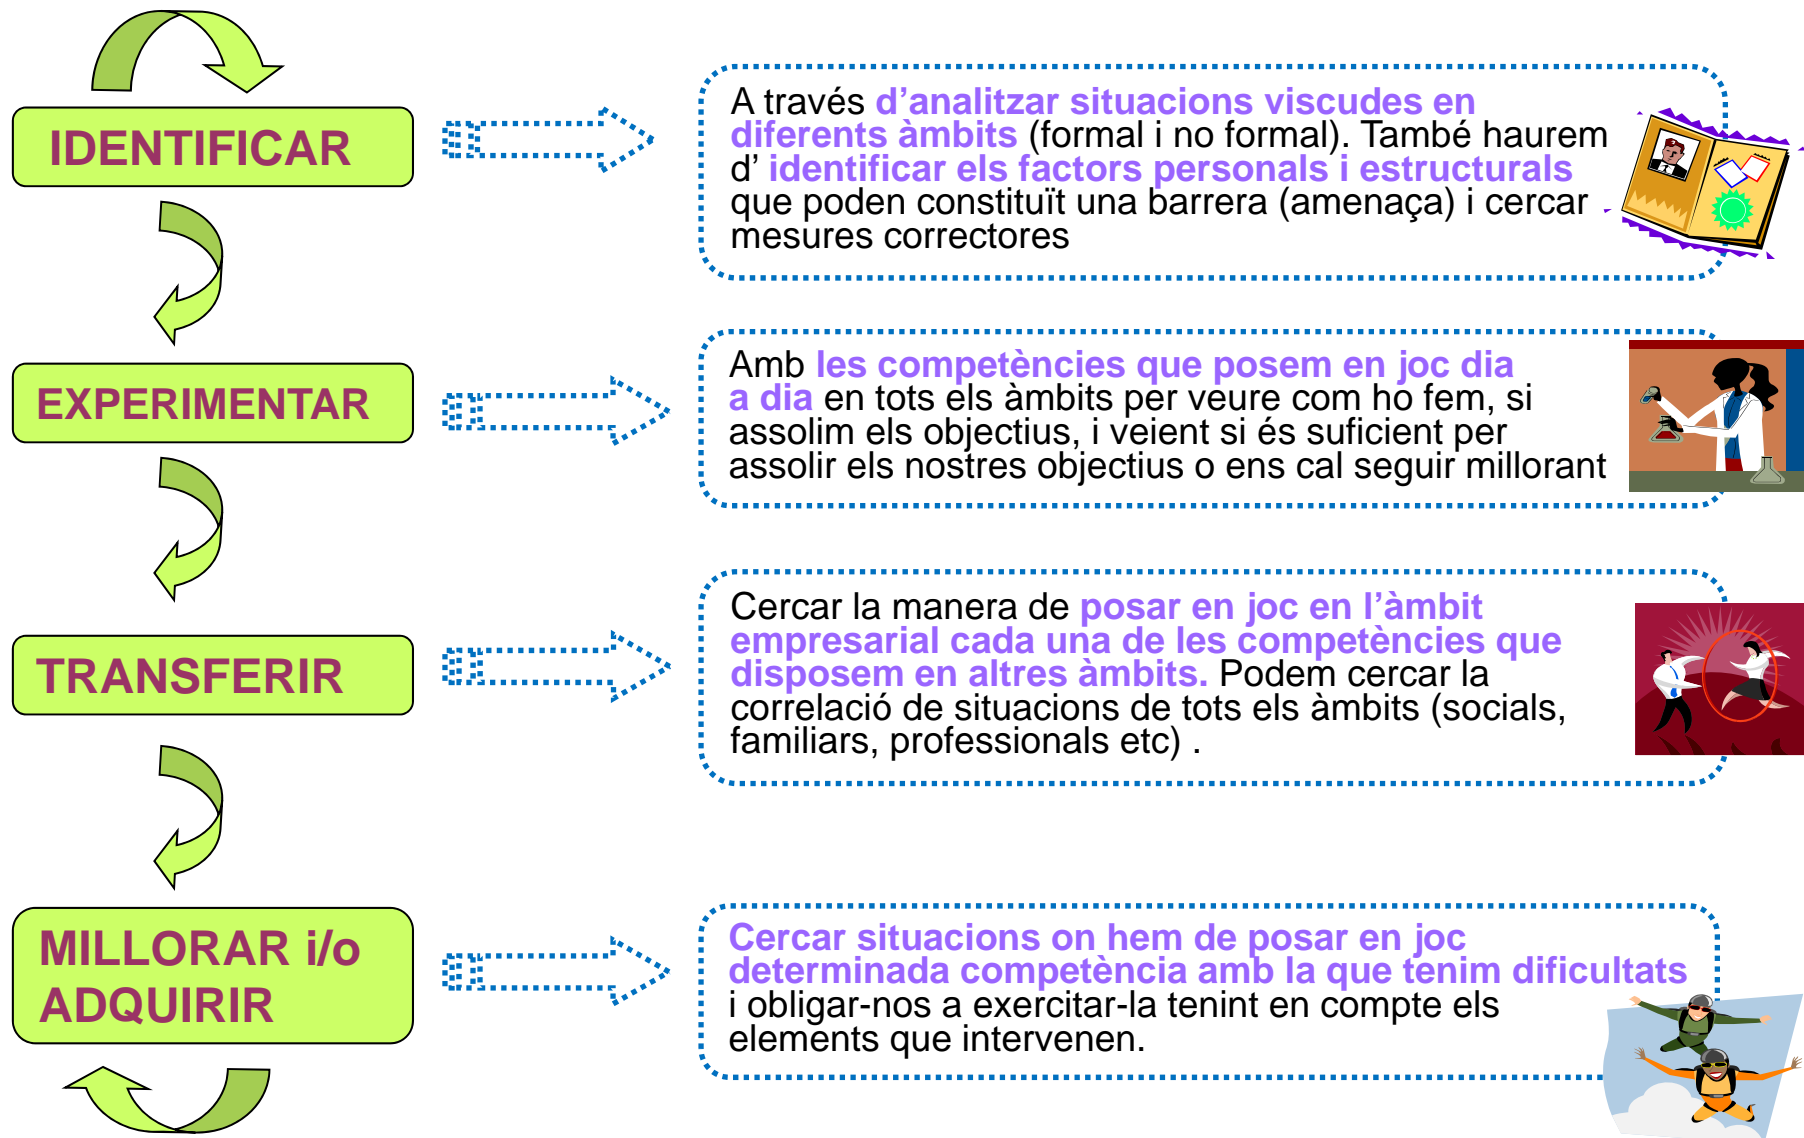 IDENTIFICAR
A través d’analitzar situacions viscudes en
diferents àmbits (formal i no formal). També haurem
d’ identificar els factors personals i estructurals
que poden constituït una barrera (amenaça) i cercar
mesures correctores
EXPERIMENTAR
Amb les competències que posem en joc dia
a dia en tots els àmbits per veure com ho fem, si
assolim els objectius, i veient si és suficient per
assolir els nostres objectius o ens cal seguir millorant
TRANSFERIR
Cercar la manera de posar en joc en l’àmbit
empresarial cada una de les competències que
disposem en altres àmbits. Podem cercar la
correlació de situacions de tots els àmbits (socials,
familiars, professionals etc) .
MILLORAR i/o
ADQUIRIR
Cercar situacions on hem de posar en joc
determinada competència amb la que tenim dificultats
i obligar-nos a exercitar-la tenint en compte els
elements que intervenen.